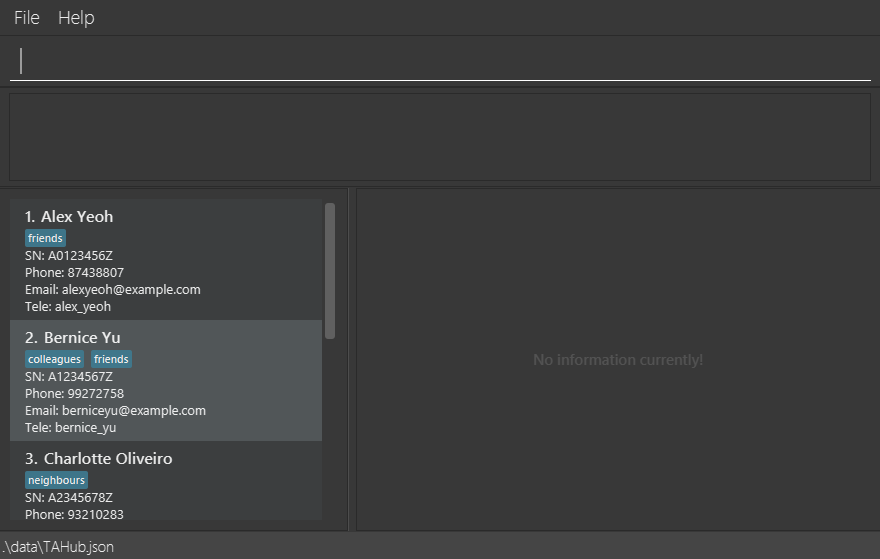 File Help
1. Alex Yeoh
friends
SN: A0123456Z
Phone: 87438807
Email: alexyeoh@example.com
Tele: alex_yeoh
2. Bernice Yu
colleagues friends
SN: A1234567Z
Phone: 99272758
Email: berniceyu@example.com
Tele: bernice_yu
3. Charlotte Oliveiro
neighbours
SN: A2345678Z
Phone: 93210283
No information currently!
.\data\TAHub.json